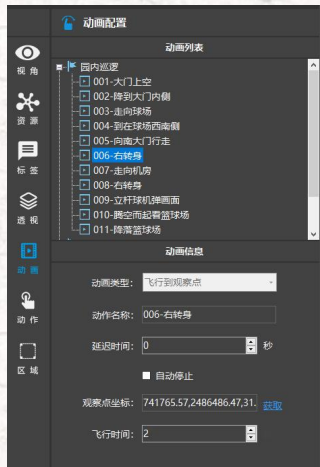 动画配置
视角
资源
标签
透视
动画
动作
区域
动画列表
园内巡逻
001-大门上空
002-降到大门内侧
003-走向球场
004-到在球场西南侧
005-向南大门行走
006-右转身
007-走向机房
008-右转身
009-立杆球机弹画面
010-腾空而起看篮球场
011-降落篮球场
动画信息
动画类型: 飞行到观察点
动作名称: 006-右转身
延迟时间: 0 秒
自动停止
观察点坐标: 741765.57,2486486.47,31. 获取
飞行时间: 2